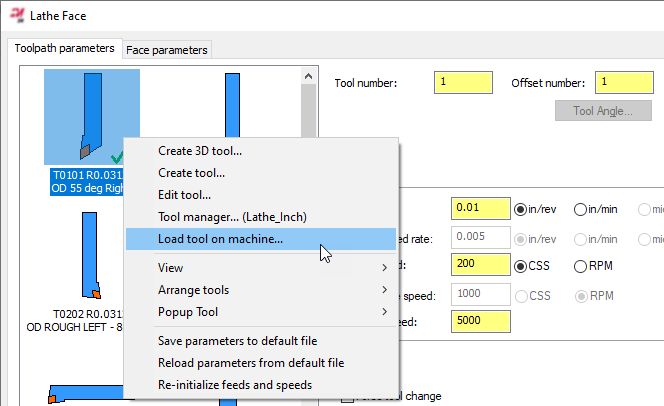 Lathe Face
Toolpath parameters
Face parameters
Tool number:
1
Offset number:
1
Tool Angle...
T0101 R0.031
OD 55 deg Righ
T0202 R0.031
OD ROUGH LEFT - 8
Create 3D tool...
Create tool...
Edit tool...
Tool manager... (Lathe_Inch)
Load tool on machine...
View
Arrange tools
Popup Tool
Save parameters to default file
Reload parameters from default file
Re-initialize feeds and speeds
0.01
in/rev
in/min
ed rate:
0.005
in/rev
in/min
200
CSS
RPM
e speed:
1000
CSS
RPM
eed:
5000
tool change